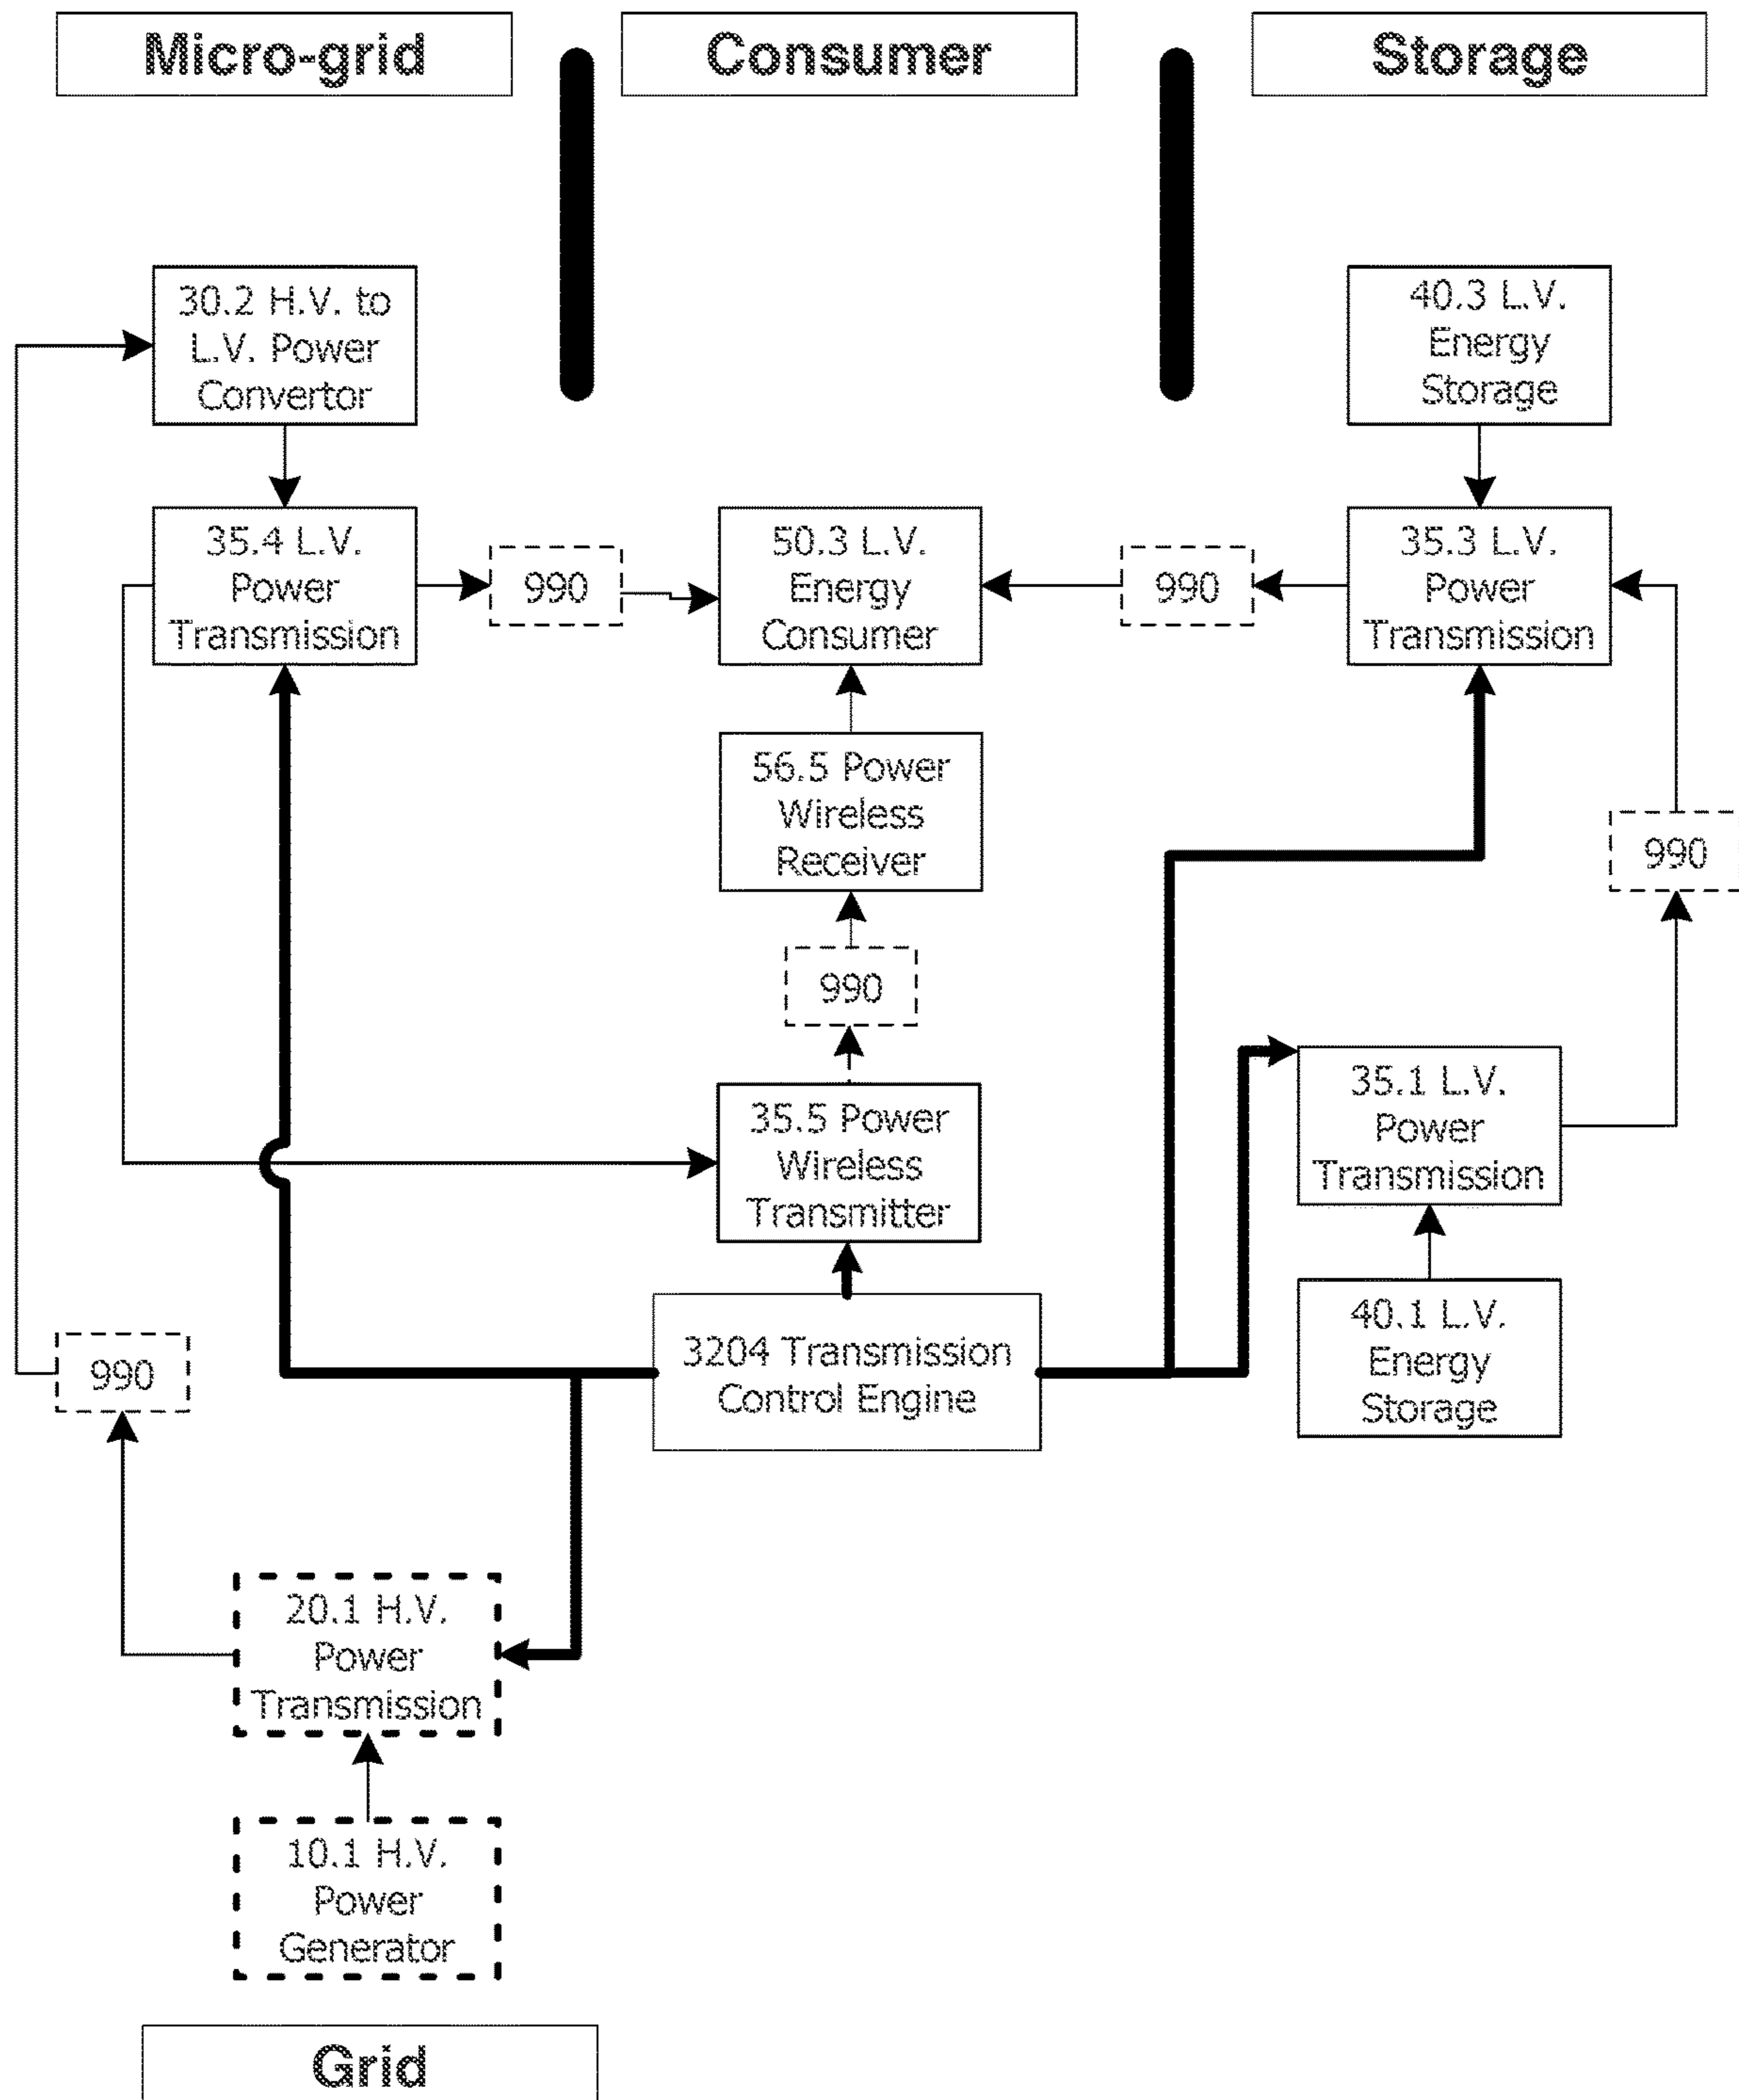 Micro-grid
Consumer
Storage
30.2 H.V. to
L.V. Power
Convertor
40.3 L.V.
Energy
Storage
35.4 L.V.
Power
Transmission
990
50.3 L.V.
Energy
Consumer
990
35.3 L.V.
Power
Transmission
56.5 Power
Wireless
Receiver
990
990
35.5 Power
Wireless
Transmitter
35.1 L.V.
Power
Transmission
990
3204 Transmission
Control Engine
40.1 L.V.
Energy
Storage
20.1 H.V.
Power
Transmission
10.1 H.V.
Power
Generator
Grid